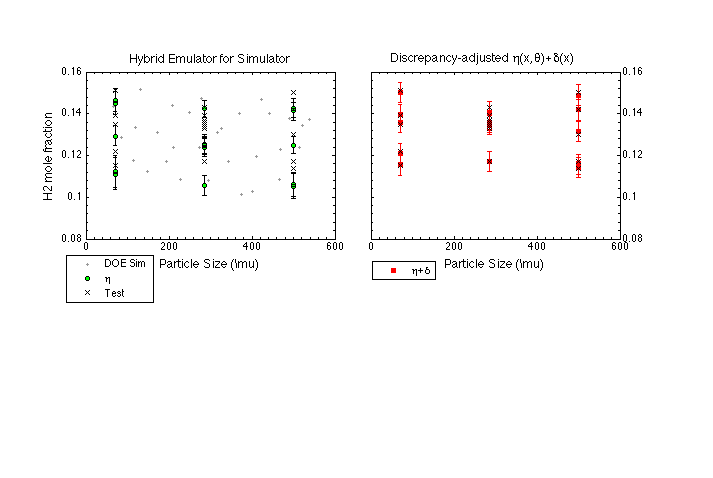 Hybrid Emulator for Simulator
0.16
0.14
0.12
0.1
0.08
H2 mole fraction
0 200 400 600
Particle Size (\mu)
DOE Sim
η
Test
Discrepancy-adjusted η(x,θ)+δ(x)
0.16
0.14
0.12
0.1
0.08
0 200 400 600
Particle Size (\mu)
η+δ